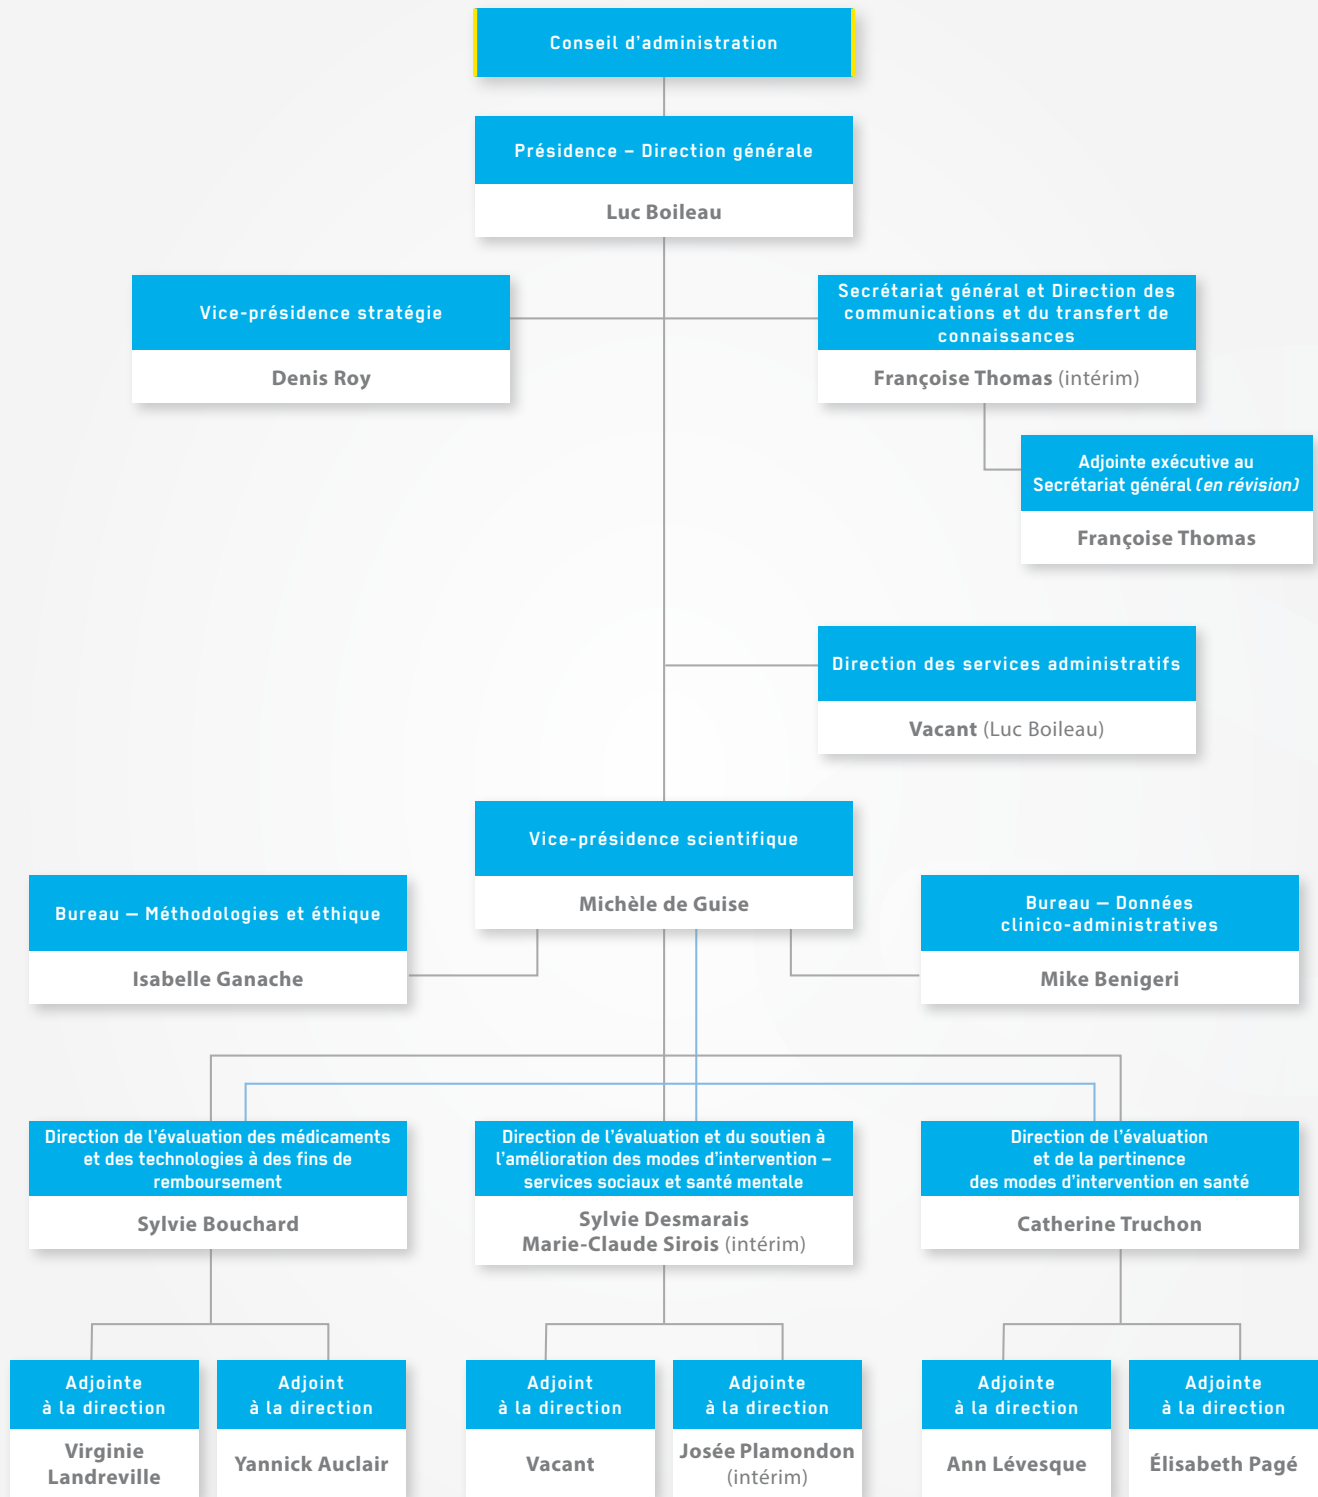 Conseil d'administration
Présidence – Direction générale
Luc Boileau
Vice-présidence stratégie
Denis Roy
Secrétariat général et Direction des
communications et du transfert de
connaissances
Françoise Thomas (intérim)
Adjointe exécutive au
Secrétariat général (en révision)
Françoise Thomas
Direction des services administratifs
Vacant (Luc Boileau)
Vice-présidence scientifique
Michèle de Guise
Bureau — Méthodologies et éthique
Isabelle Ganache
Bureau — Données
clinico-administratives
Mike Benigeri
Direction de l'évaluation des médicaments
et des technologies à des fins de
remboursement
Sylvie Bouchard
Direction de l'évaluation et du soutien à
l'amélioration des modes d'intervention –
services sociaux et santé mentale
Sylvie Desmarais
Marie-Claude Sirois (intérim)
Direction de l'évaluation
et de la pertinence
des modes d'intervention en santé
Catherine Truchon
Adjointe
à la direction
Virginie
Landreville
Adjoint
à la direction
Yannick Auclair
Adjoint
à la direction
Vacant
Adjointe
à la direction
Josée Plamondon
(intérim)
Adjointe
à la direction
Ann Lévesque
Adjointe
à la direction
Élisabeth Pagé